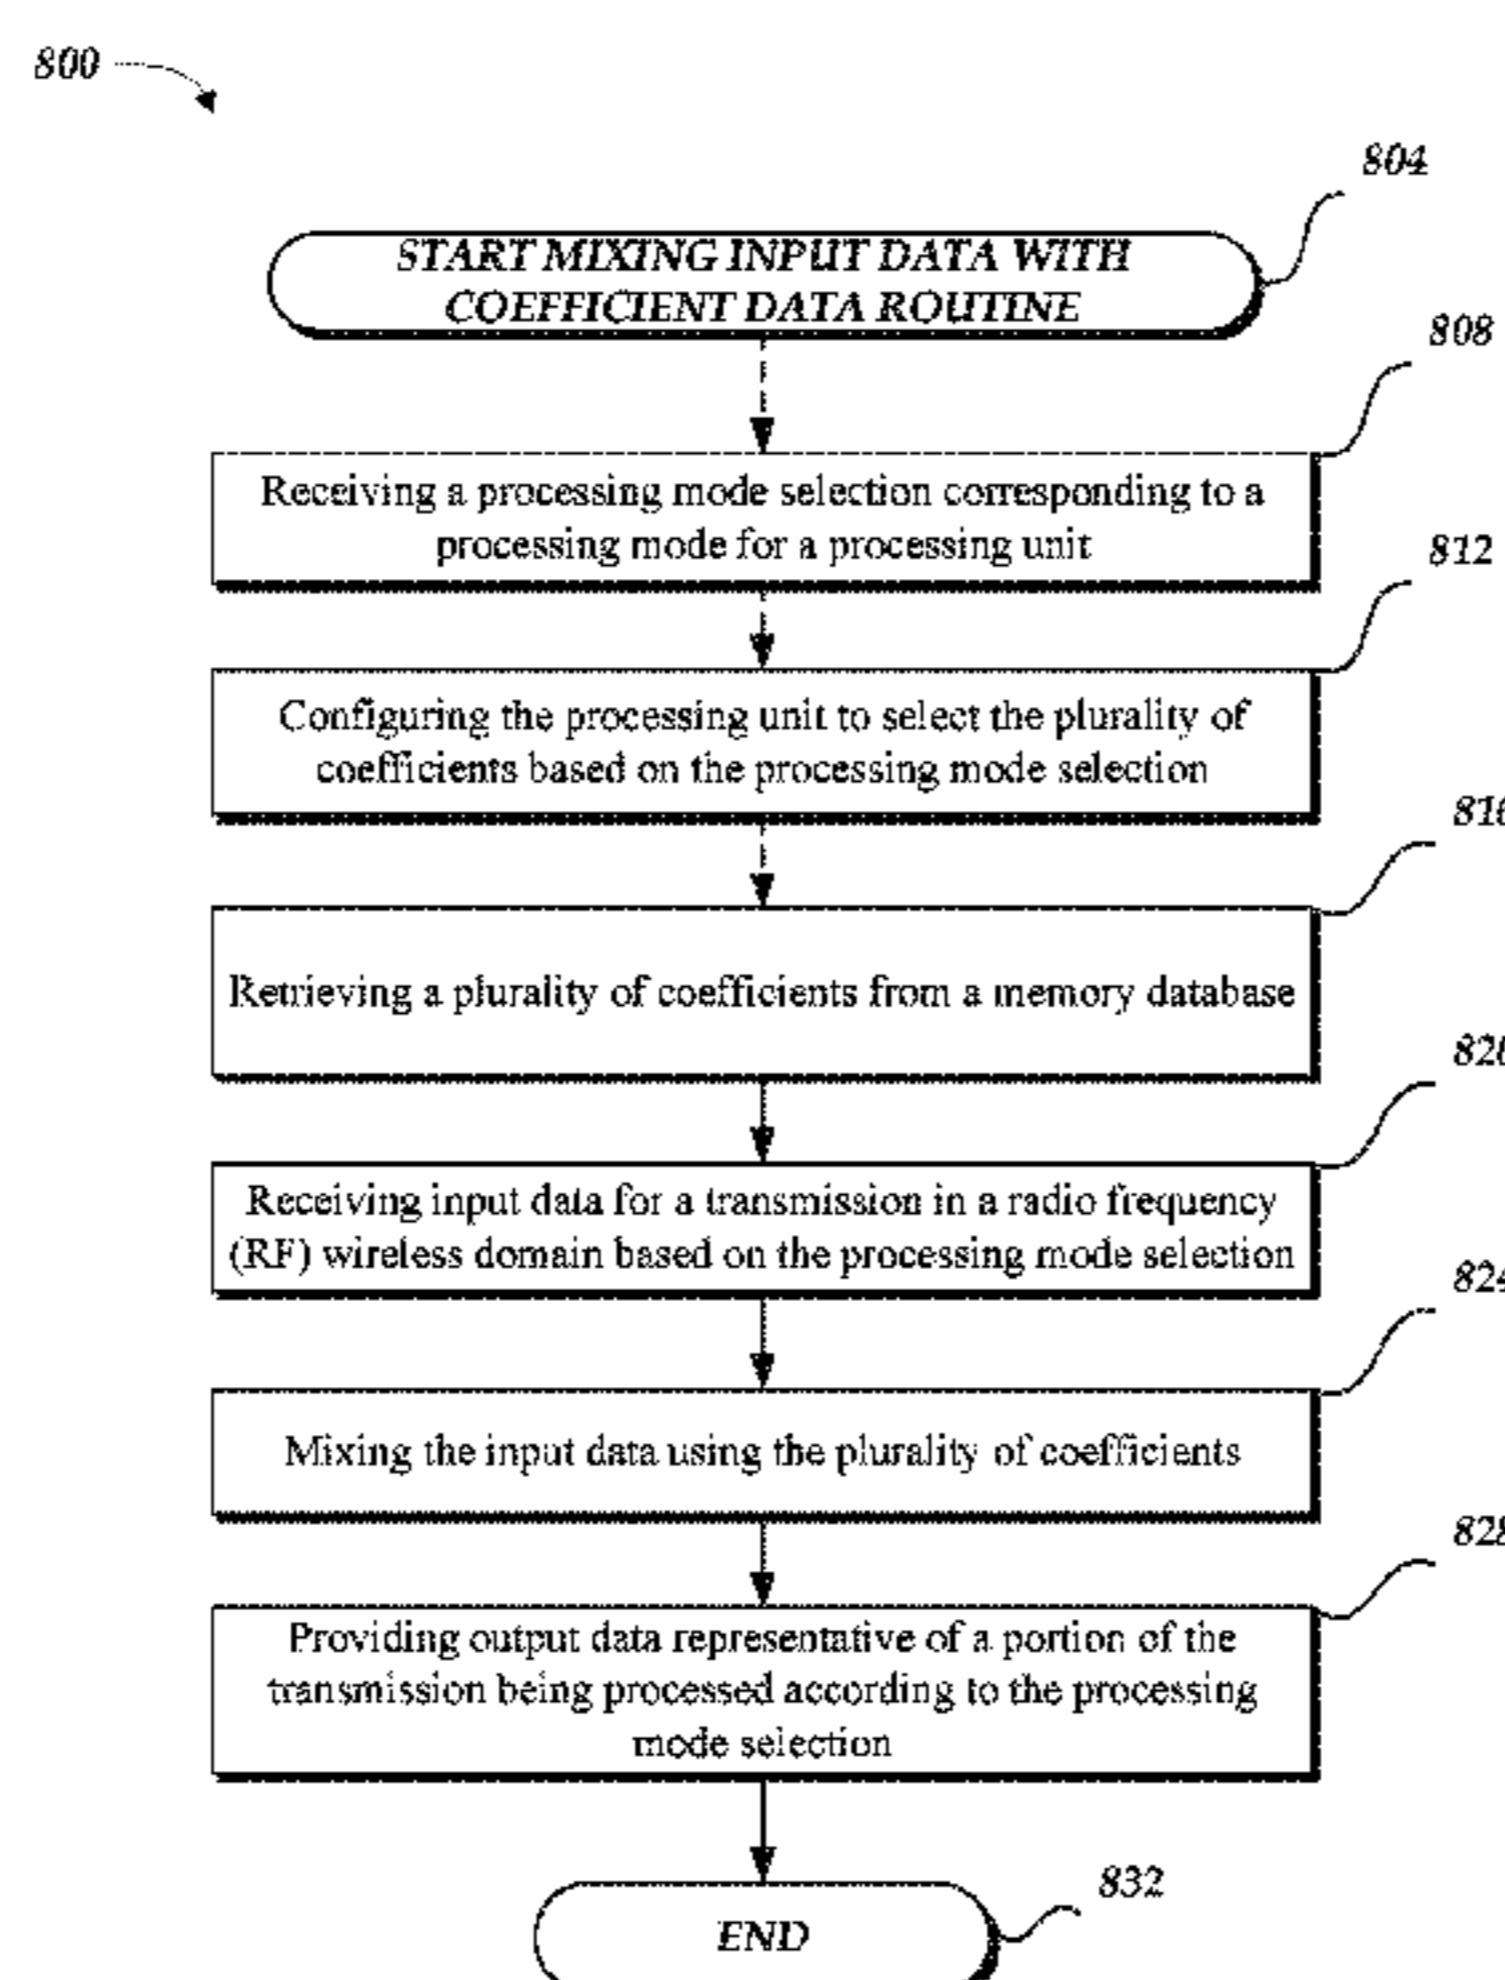 800
804
START MIXING INPUT DATA WITH
COEFFICIENT DATA ROUTINE
808
Receiving a processing mode selection corresponding to a
processing mode for a processing unit
812
Configuring the processing unit to select the plurality of
coefficients based on the processing mode selection
816
Retrieving a plurality of coefficients from a memory database
820
Receiving input data for a transmission in a radio frequency
(RF) wireless domain based on the processing mode selection
824
Mixing the input data using the plurality of coefficients
828
Providing output data representative of a portion of the
transmission being processed according to the processing
mode selection
832
END